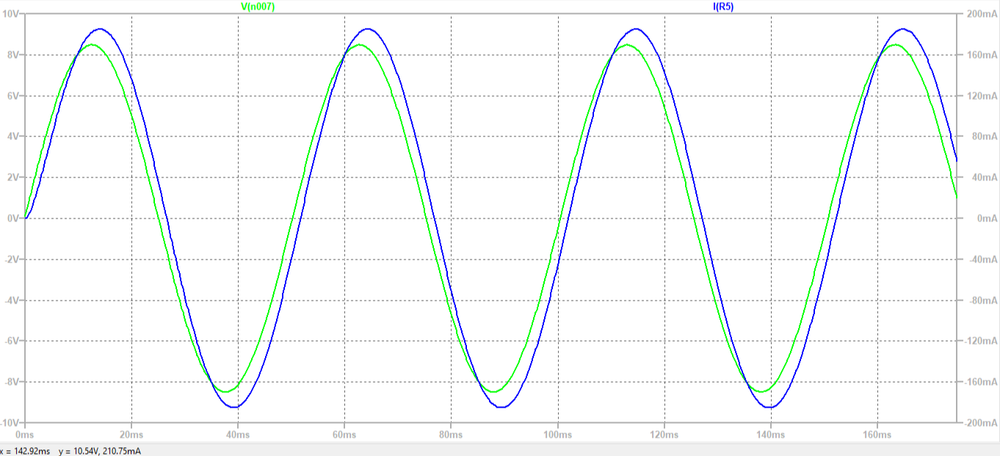 V(n007) I(R5)
10V 200mA
8V 160mA
6V 120mA
4V 80mA
2V 40mA
0V 0mA
-2V -40mA
-4V -80mA
-6V -120mA
-8V -160mA
-10V -200mA
0ms 20ms 40ms 60ms 80ms 100ms 120ms 140ms 160ms
x = 142.92ms y = 10.54V, 210.75mA